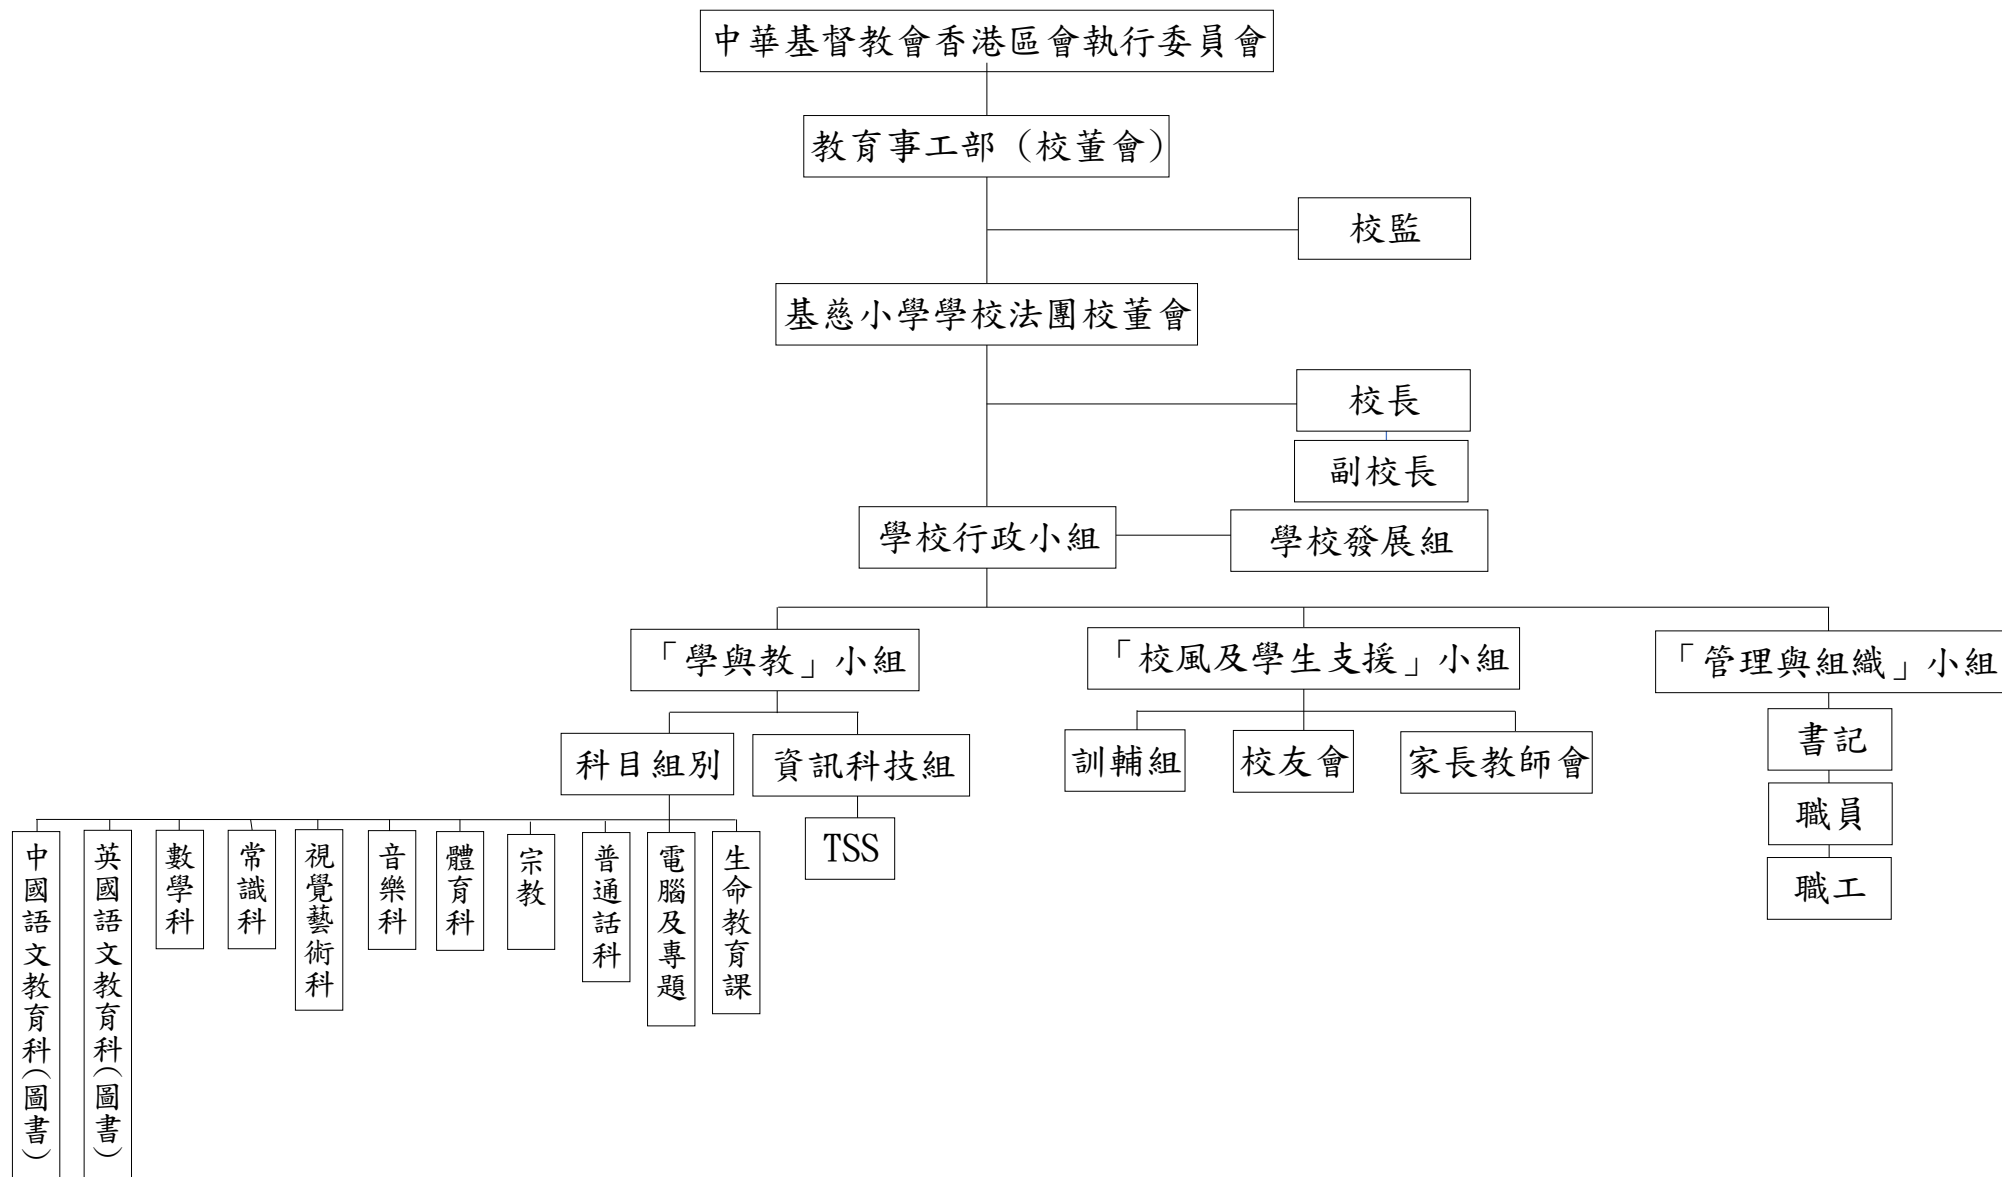 中華基督教會香港區會執行委員會
教育事工部（校董會）
校監
基慈小學學校法團校董會
校長
副校長
學校行政小組
學校發展組
「學與教」小組
「校風及學生支援」小組
「管理與組織」小組
科目組別
資訊科技組
訓輔組
校友會
家長教師會
書記
職員
職工
TSS
中國語文教育科(圖書)
英國語文教育科(圖書)
數學科
常識科
視覺藝術科
音樂科
體育科
宗教
普通話科
電腦及專題
生命教育課